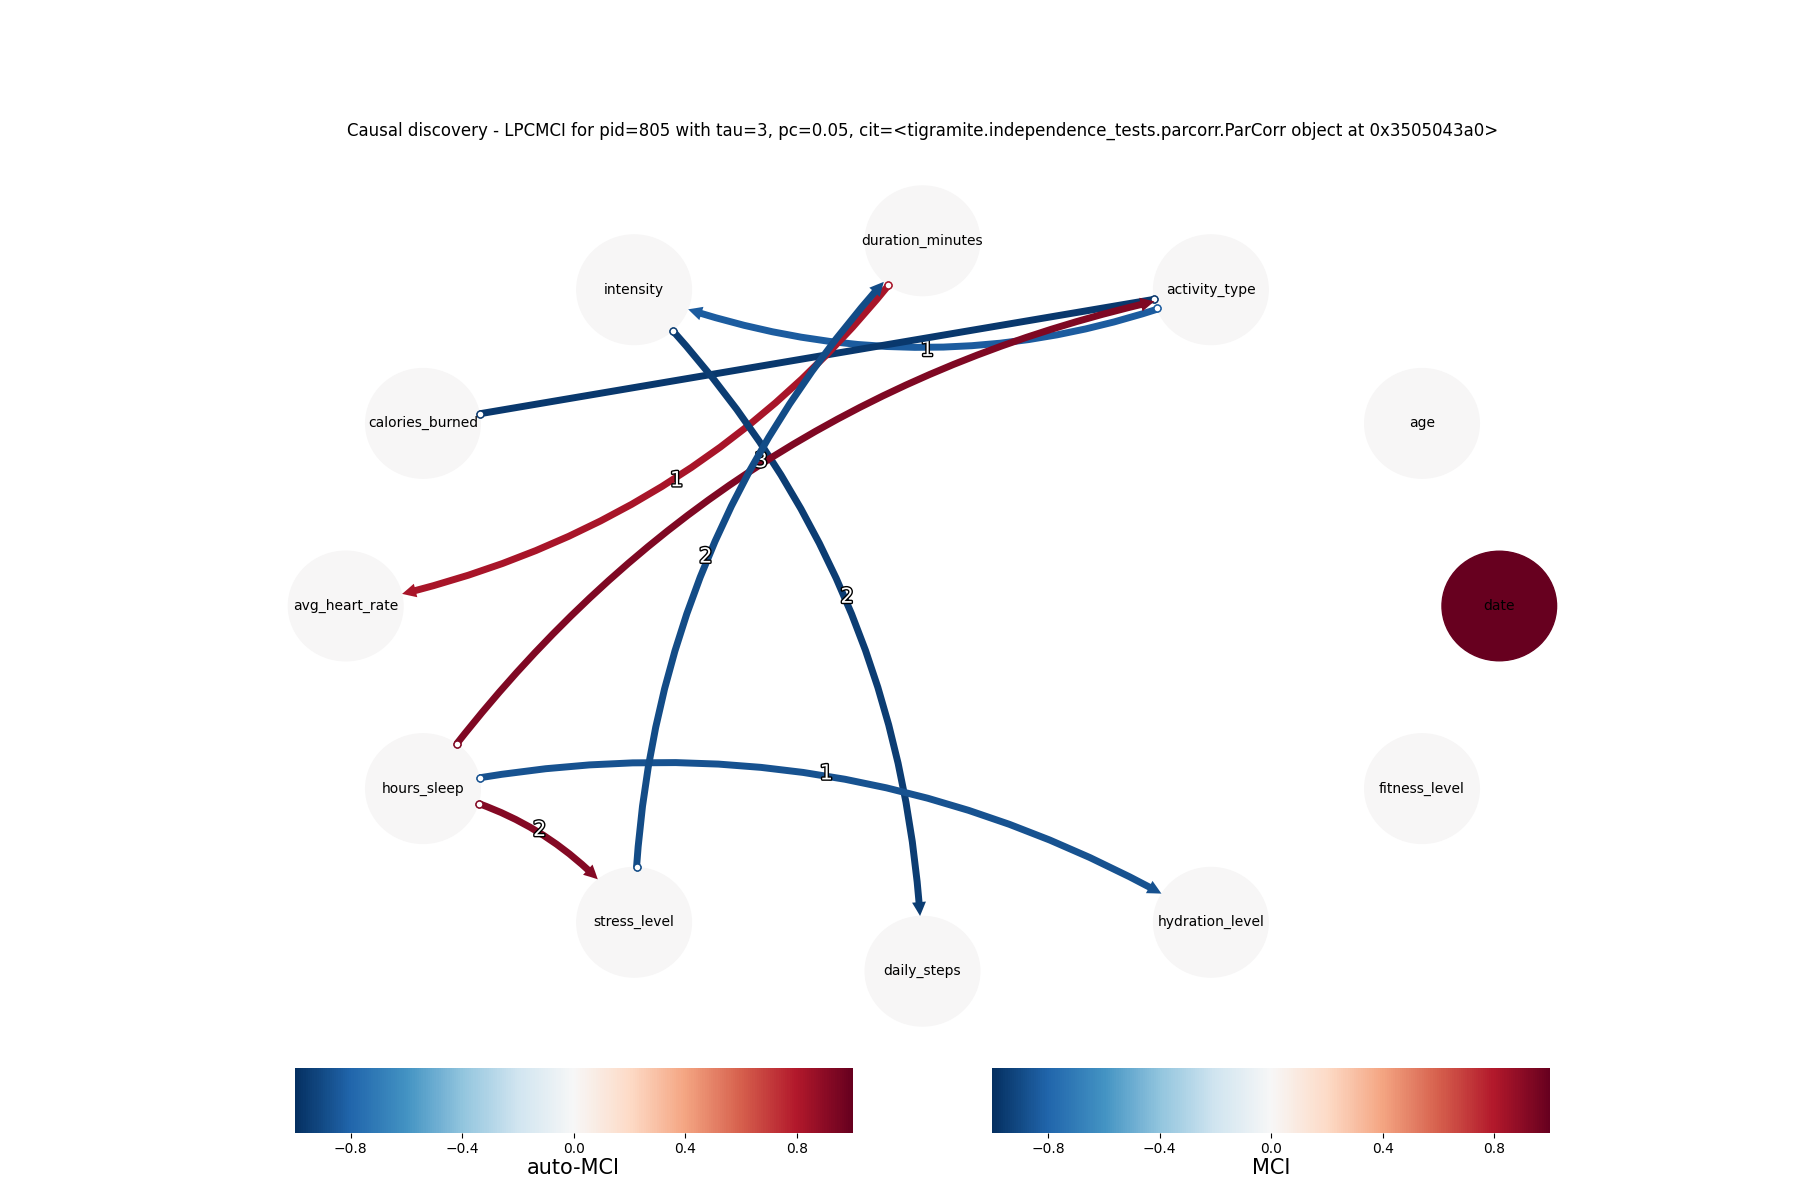 Causal discovery - LPCMCI for pid=805 with tau=3, pc=0.05, cit=<tigramite.independence_tests.parcorr.ParCorr object at 0x3505043a0>
duration_minutes
intensity
activity_type
1
calories_burned
age
3
1
2
2
avg_heart_rate
date
1
hours_sleep
fitness_level
2
stress_level
hydration_level
daily_steps
−0.8 −0.4 0.0 0.4 0.8
auto-MCI
−0.8 −0.4 0.0 0.4 0.8
MCI